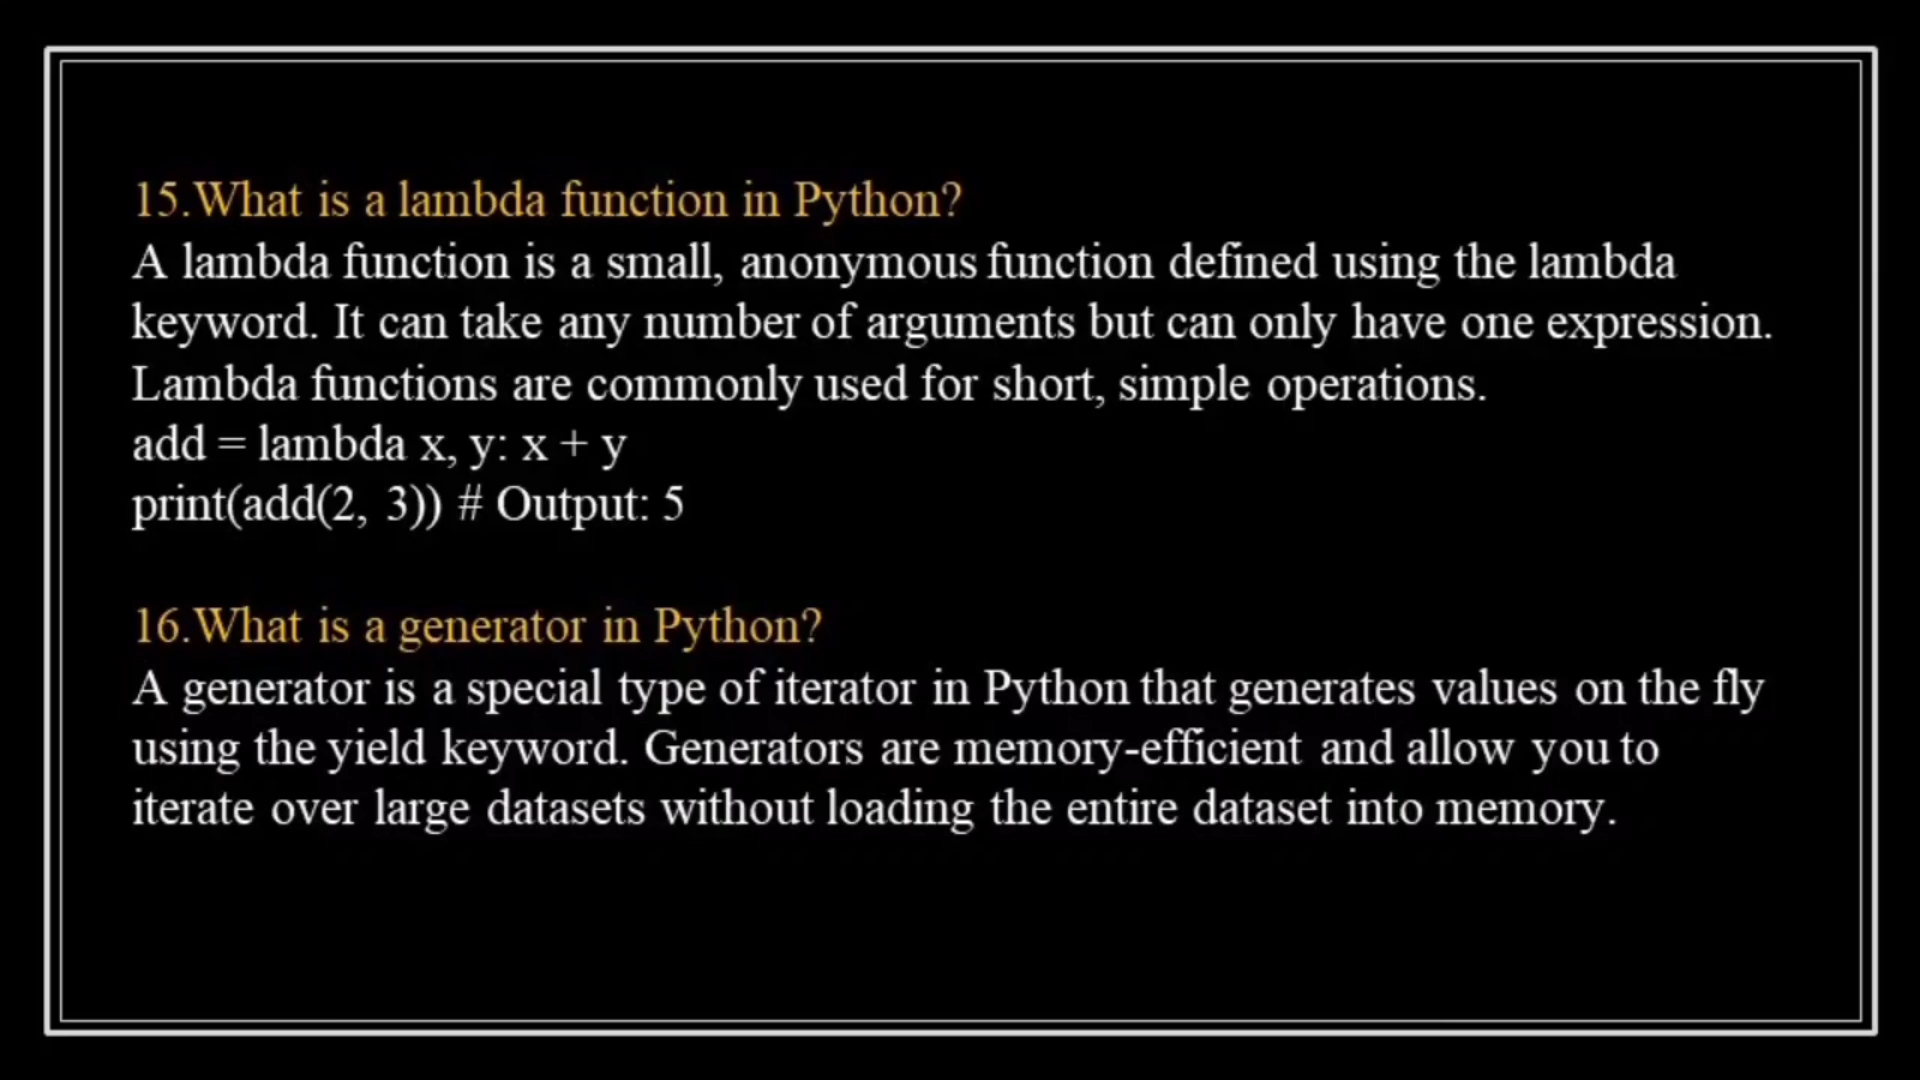 15.What is a lambda function in Python?
A lambda function is a small, anonymous function defined using the lambda
keyword. It can take any number of arguments but can only have one expression.
Lambda functions are commonly used for short, simple operations.
add = lambda x, y: x + y
print(add(2, 3)) # Output: 5
16.What is a generator in Python?
A generator is a special type of iterator in Python that generates values on the fly
using the yield keyword. Generators are memory-efficient and allow you to
iterate over large datasets without loading the entire dataset into memory.